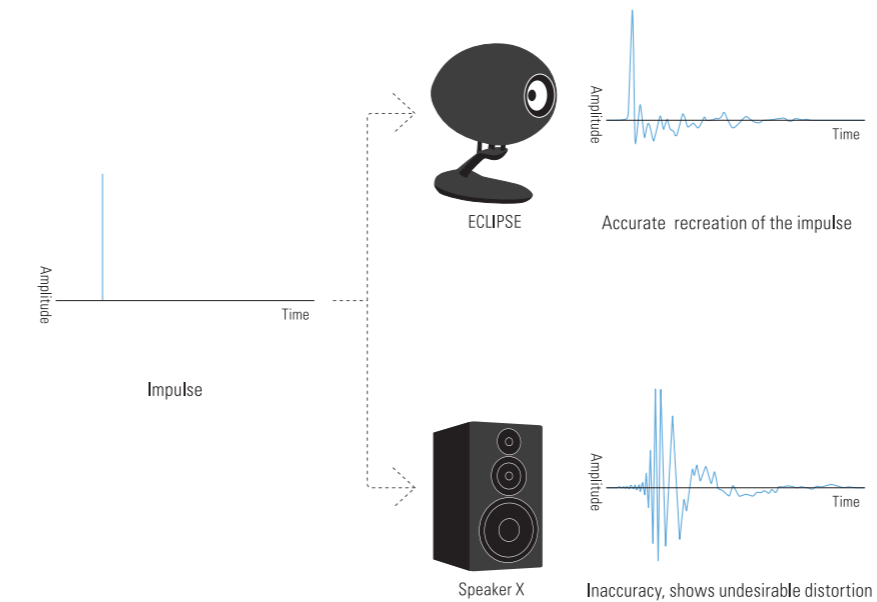 Amplitude
Time
Impulse
Amplitude
Time
ECLIPSE
Accurate recreation of the impulse
Amplitude
Time
Speaker X
Inaccuracy, shows undesirable distortion